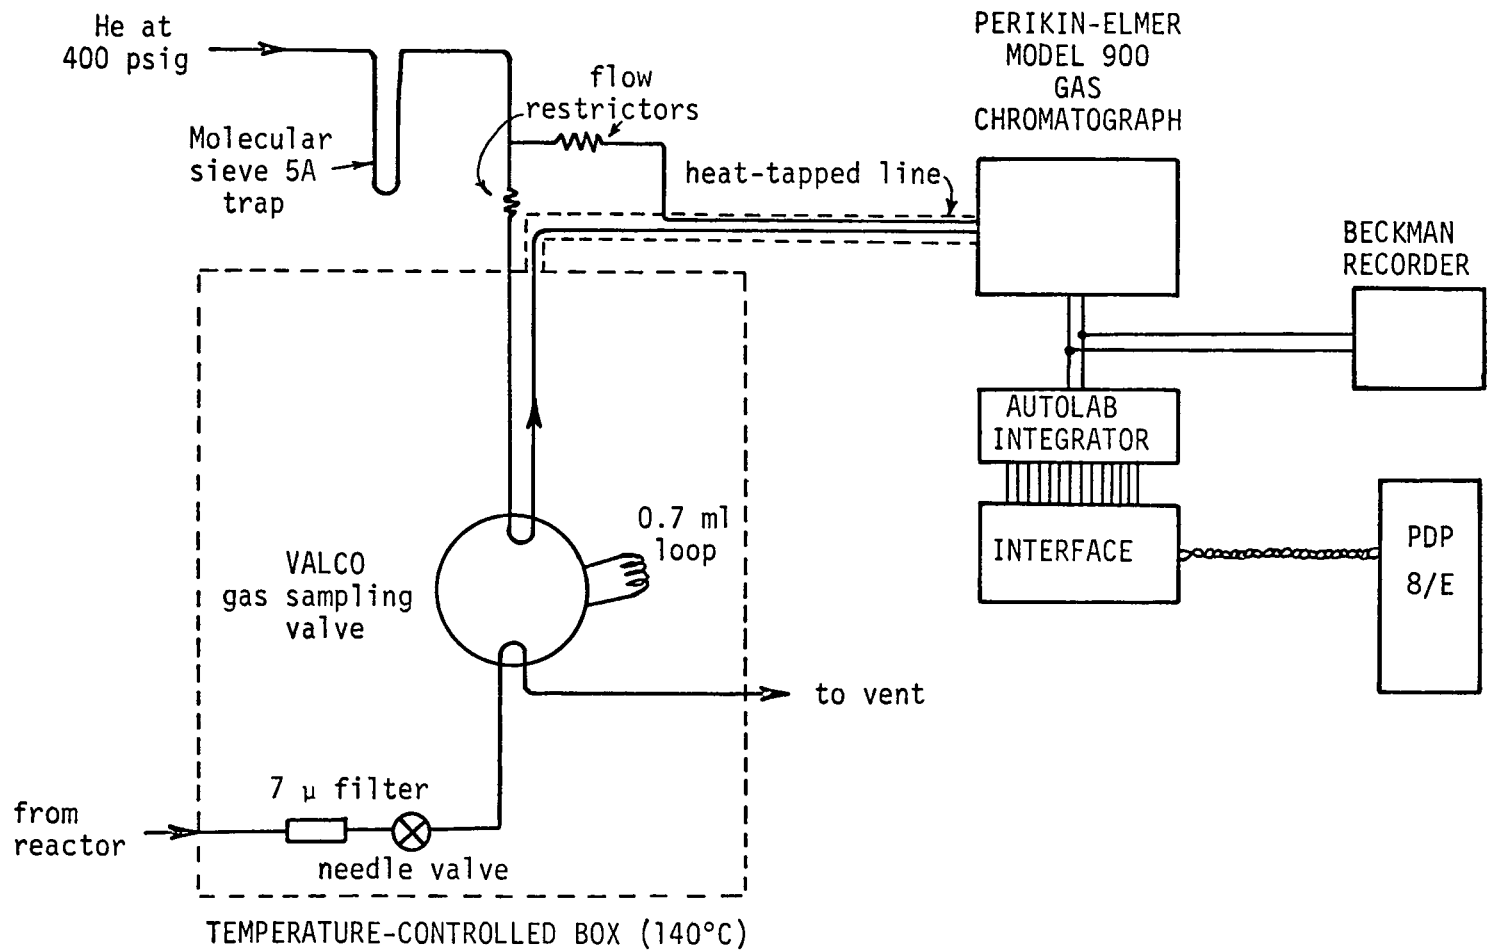 He at
400 psig
Molecular
sieve 5A
trap
flow
restrictors
heat-tapped line
PERIKIN-ELMER
MODEL 900
GAS
CHROMATOGRAPH
BECKMAN
RECORDER
AUTOLAB
INTEGRATOR
INTERFACE
PDP
8/E
0.7 ml
loop
VALCO
gas sampling
valve
to vent
7 μ filter
from
reactor
needle valve
TEMPERATURE-CONTROLLED BOX (140°C)